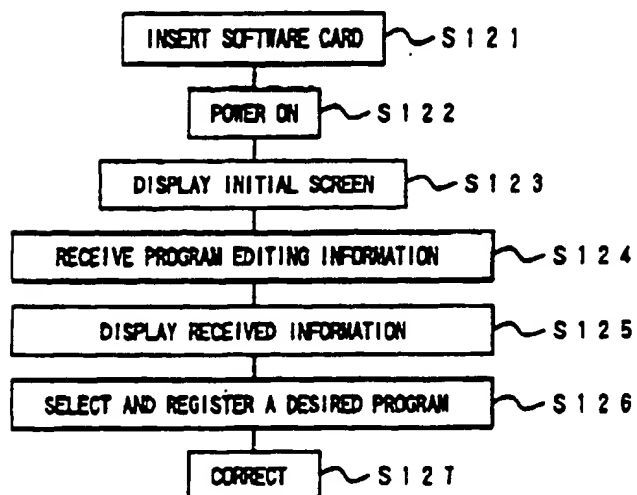 INSERT SOFTWARE CARD S121
POWER ON S122
DISPLAY INITIAL SCREEN S123
RECEIVE PROGRAM EDITING INFORMATION S124
DISPLAY RECEIVED INFORMATION S125
SELECT AND REGISTER A DESIRED PROGRAM S126
CORRECT S127